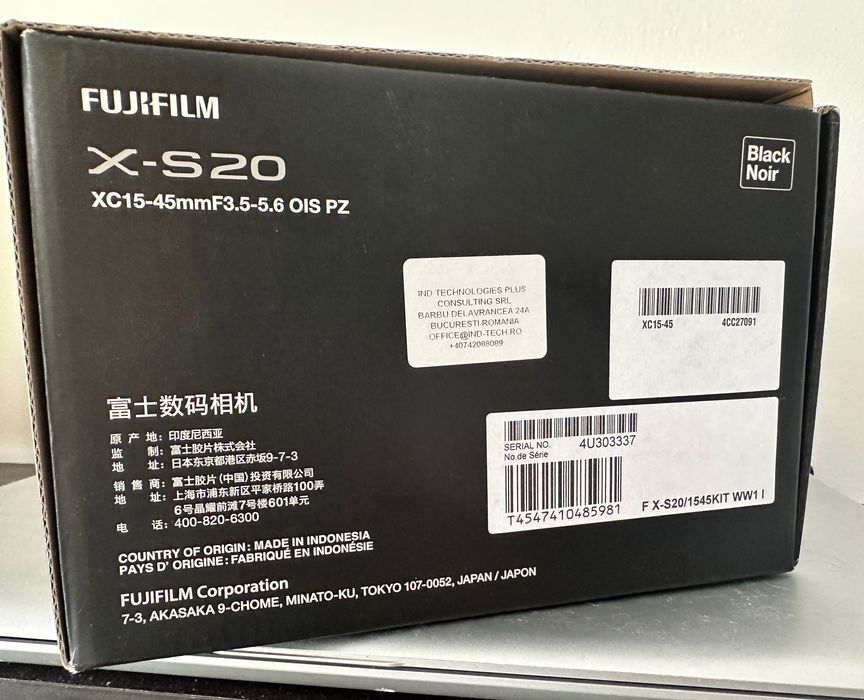 FUJIFILM
X-S20
XC15-45mmF3.5-5.6 OIS PZ
Black
Noir
IND TECHNOLOGIES PLUS
CONSULTING SRL
BARBU DELAVRANCEA 24A
BUCURESTI ROMANIA
OFFICE@IND-TECH.RO
+40742088089
XC15-45 4CC27091
富士数码相机
原 产 地: 印度尼西亚
监 制: 富士胶片株式会社
地 址: 日本东京都港区赤坂9-7-3
销 售 商: 富士胶片(中国)投资有限公司
地 址: 上海市浦东新区平家桥路100弄
6号晶耀前滩7号楼601单元
电 话: 400-820-6300
SERIAL NO. 4U303337
No.de Série
T4547410485981 F X-S20/1545KIT WW1 I
COUNTRY OF ORIGIN: MADE IN INDONESIA
PAYS D' ORIGINE: FABRIQUÉ EN INDONÉSIE
FUJIFILM Corporation
7-3, AKASAKA 9-CHOME, MINATO-KU, TOKYO 107-0052, JAPAN / JAPON